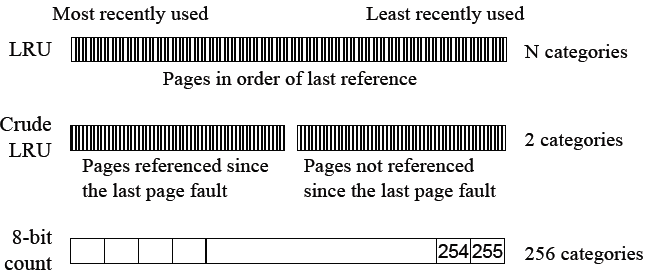 Most recently used Least recently used
LRU N categories
Pages in order of last reference
Crude
LRU 2 categories
Pages referenced since Pages not referenced
the last page fault since the last page fault
8-bit
count 254 255 256 categories